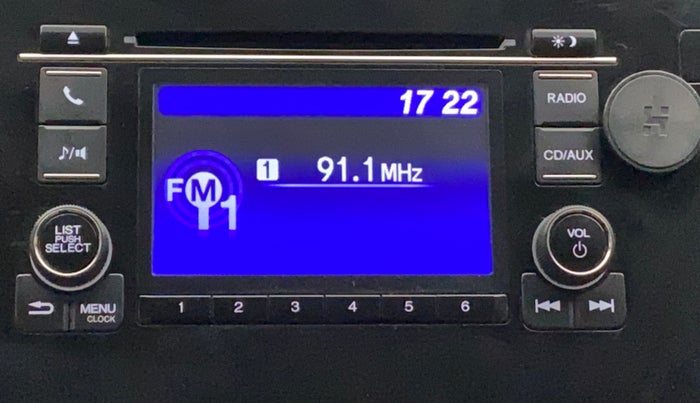 17 22
RADIO
1 91.1 MHz
CD/AUX
FM 1
LIST
PUSH
SELECT
VOL
MENU
CLOCK
1 2 3 4 5 6